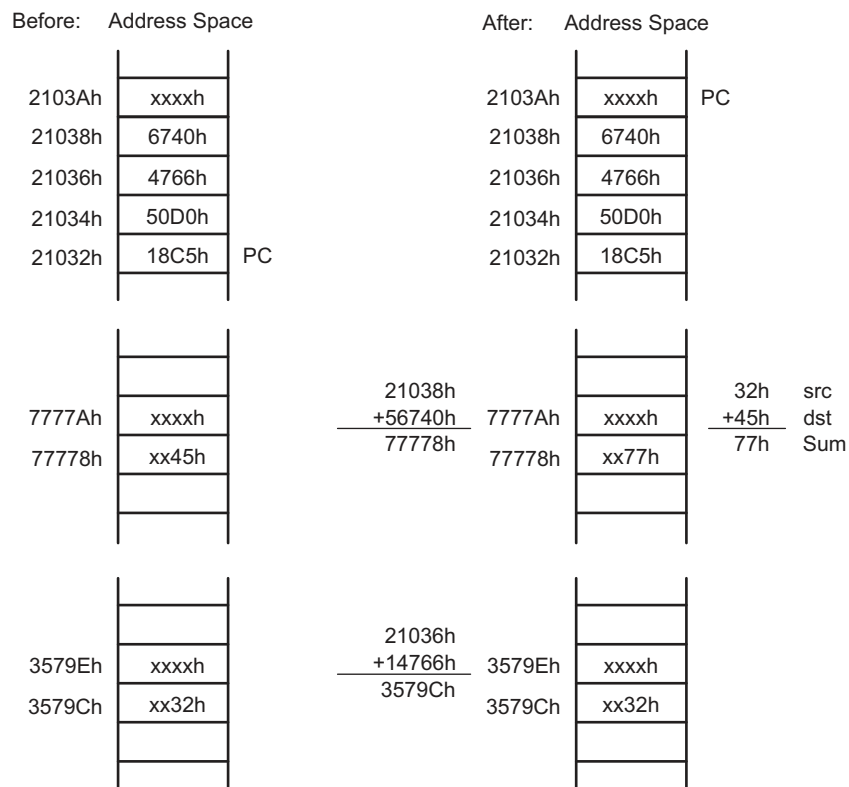 Before: Address Space After: Address Space
2103Ah xxxxh 2103Ah xxxxh PC
21038h 6740h 21038h 6740h
21036h 4766h 21036h 4766h
21034h 50D0h 21034h 50D0h
21032h 18C5h PC 21032h 18C5h
21038h 32h src
7777Ah xxxxh +56740h 7777Ah xxxxh +45h dst
77778h xx45h 77778h 77778h xx77h 77h Sum
21036h
3579Eh xxxxh +14766h 3579Eh xxxxh
3579Ch xx32h 3579Ch 3579Ch xx32h